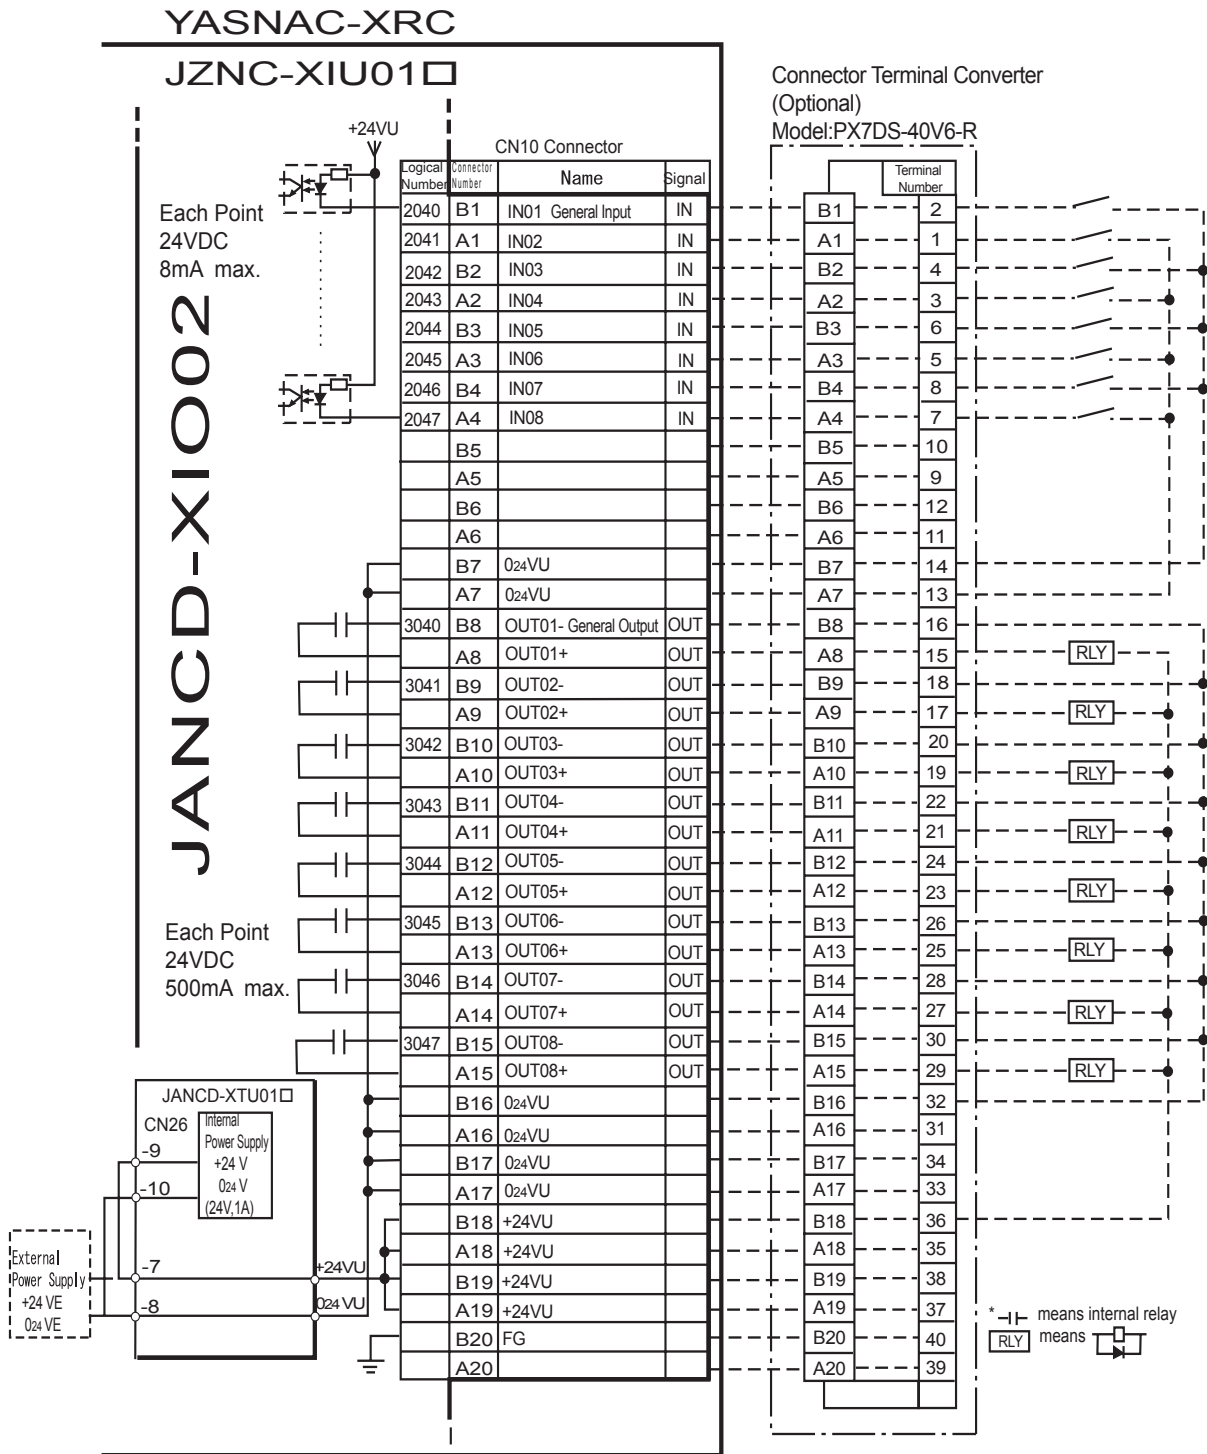 YASNAC-XRC
JZNC-XIU01□
Connector Terminal Converter
(Optional)
Model:PX7DS-40V6-R
+24VU
CN10 Connector
Logical Number Connector Number Name Signal Terminal Number
Each Point
24VDC
8mA max.
JANCD-XIO02
2040 B1 IN01 General Input IN B1 2
2041 A1 IN02 IN A1 1
2042 B2 IN03 IN B2 4
2043 A2 IN04 IN A2 3
2044 B3 IN05 IN B3 6
2045 A3 IN06 IN A3 5
2046 B4 IN07 IN B4 8
2047 A4 IN08 IN A4 7
B5 B5 10
A5 A5 9
B6 B6 12
A6 A6 11
B7 024VU B7 14
A7 024VU A7 13
3040 B8 OUT01- General Output OUT B8 16
A8 OUT01+ OUT A8 15 RLY
3041 B9 OUT02- OUT B9 18
A9 OUT02+ OUT A9 17 RLY
3042 B10 OUT03- OUT B10 20
A10 OUT03+ OUT A10 19 RLY
3043 B11 OUT04- OUT B11 22
A11 OUT04+ OUT A11 21 RLY
3044 B12 OUT05- OUT B12 24
A12 OUT05+ OUT A12 23 RLY
3045 B13 OUT06- OUT B13 26
A13 OUT06+ OUT A13 25 RLY
3046 B14 OUT07- OUT B14 28
A14 OUT07+ OUT A14 27 RLY
3047 B15 OUT08- OUT B15 30
A15 OUT08+ OUT A15 29 RLY
B16 024VU B16 32
A16 024VU A16 31
B17 024VU B17 34
A17 024VU A17 33
B18 +24VU B18 36
A18 +24VU A18 35
B19 +24VU B19 38
A19 +24VU A19 37
B20 FG B20 40
A20 A20 39
Each Point
24VDC
500mA max.
JANCD-XTU01□
CN26
Internal
Power Supply
+24 V
024 V
(24V,1A)
-9
-10
-7
-8
+24VU
024 VU
External
Power Supply
+24 VE
024 VE
* means internal relay
RLY means